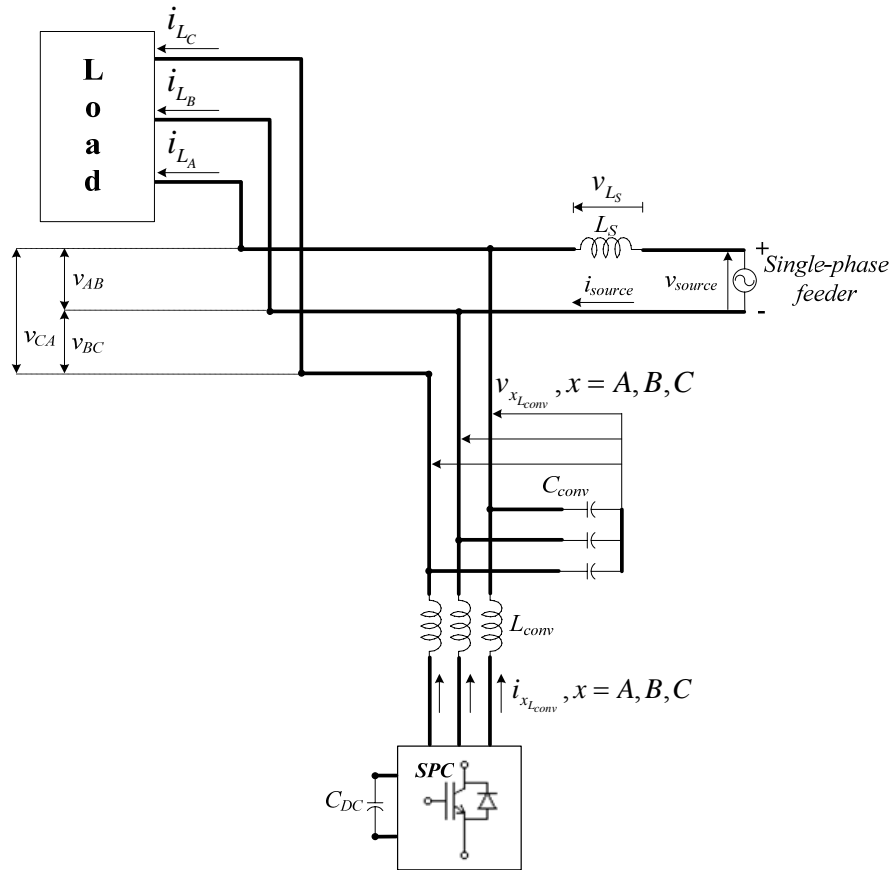 i_{L_C}
Load
i_{L_B}
i_{L_A}
v_{L_S}
L_S
+
v_{AB}
i_{source}
v_{source}
Single-phase
feeder
-
v_{CA}
v_{BC}
v_{x_{L_{conv}}}, x = A, B, C
C_{conv}
L_{conv}
i_{x_{L_{conv}}}, x = A, B, C
SPC
C_{DC}